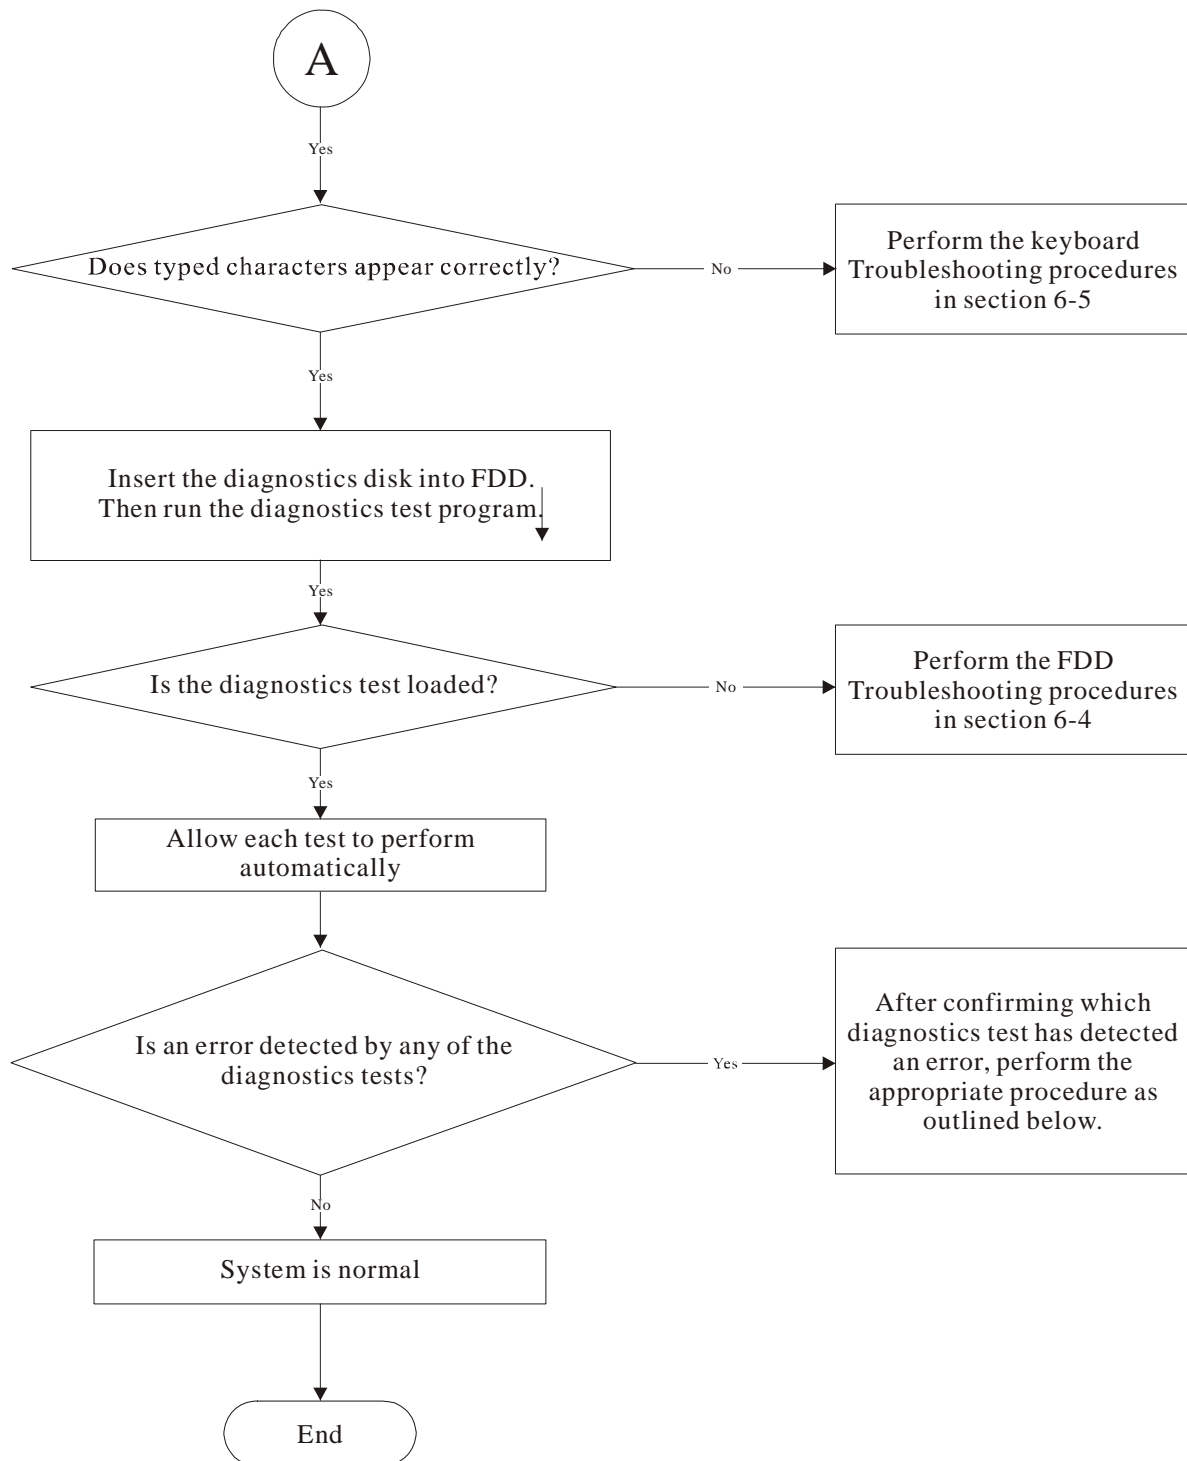 A
Yes
Does typed characters appear correctly?
No
Perform the keyboard
Troubleshooting procedures
in section 6-5
Yes
Insert the diagnostics disk into FDD.
Then run the diagnostics test program.
Yes
Is the diagnostics test loaded?
No
Perform the FDD
Troubleshooting procedures
in section 6-4
Yes
Allow each test to perform
automatically
Is an error detected by any of the
diagnostics tests?
Yes
After confirming which
diagnostics test has detected
an error, perform the
appropriate procedure as
outlined below.
No
System is normal
End